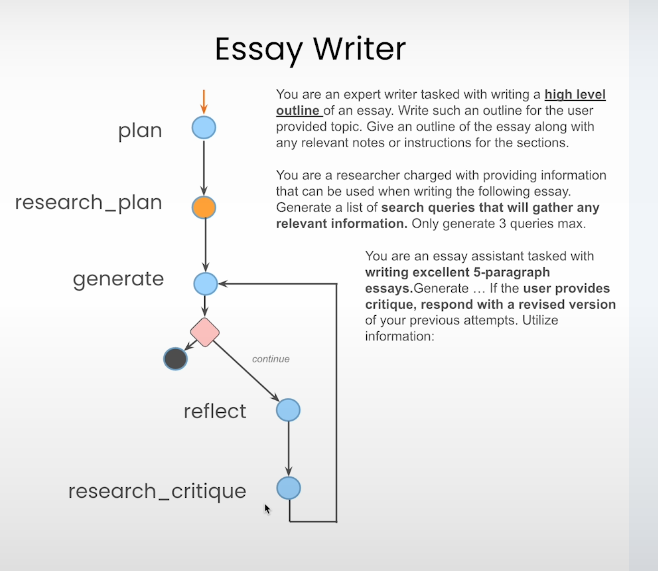 Essay Writer
plan
You are an expert writer tasked with writing a high level
outline of an essay. Write such an outline for the user
provided topic. Give an outline of the essay along with
any relevant notes or instructions for the sections.
research_plan
You are a researcher charged with providing information
that can be used when writing the following essay.
Generate a list of search queries that will gather any
relevant information. Only generate 3 queries max.
generate
You are an essay assistant tasked with
writing excellent 5-paragraph
essays.Generate … If the user provides
critique, respond with a revised version
of your previous attempts. Utilize
information:
continue
reflect
research_critique